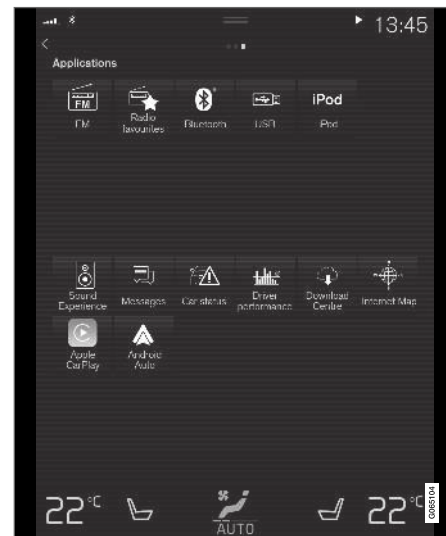 13:45
Applications
FM
iPod
FM
Radio
favourites
Bluetooth
USB
iPod
Sound
Experience
Messages
Car status
Driver
performance
Download
Centre
Internet Map
Apple
CarPlay
Android
Auto
22°C
22°C
AUTO
G065104